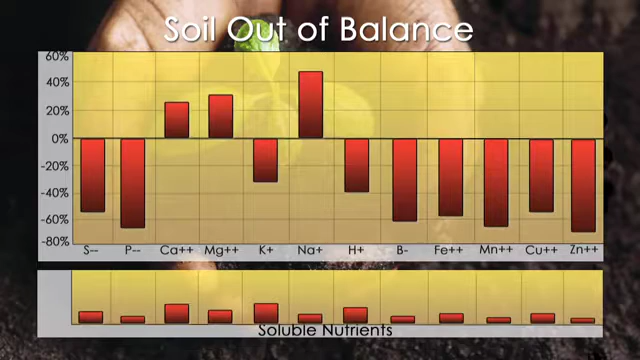 Soil Out of Balance
60%
40%
20%
0%
-20%
-40%
-60%
-80%
S-- P-- Ca++ Mg++ K+ Na+ H+ B- Fe++ Mn++ Cu++ Zn++
Soluble Nutrients